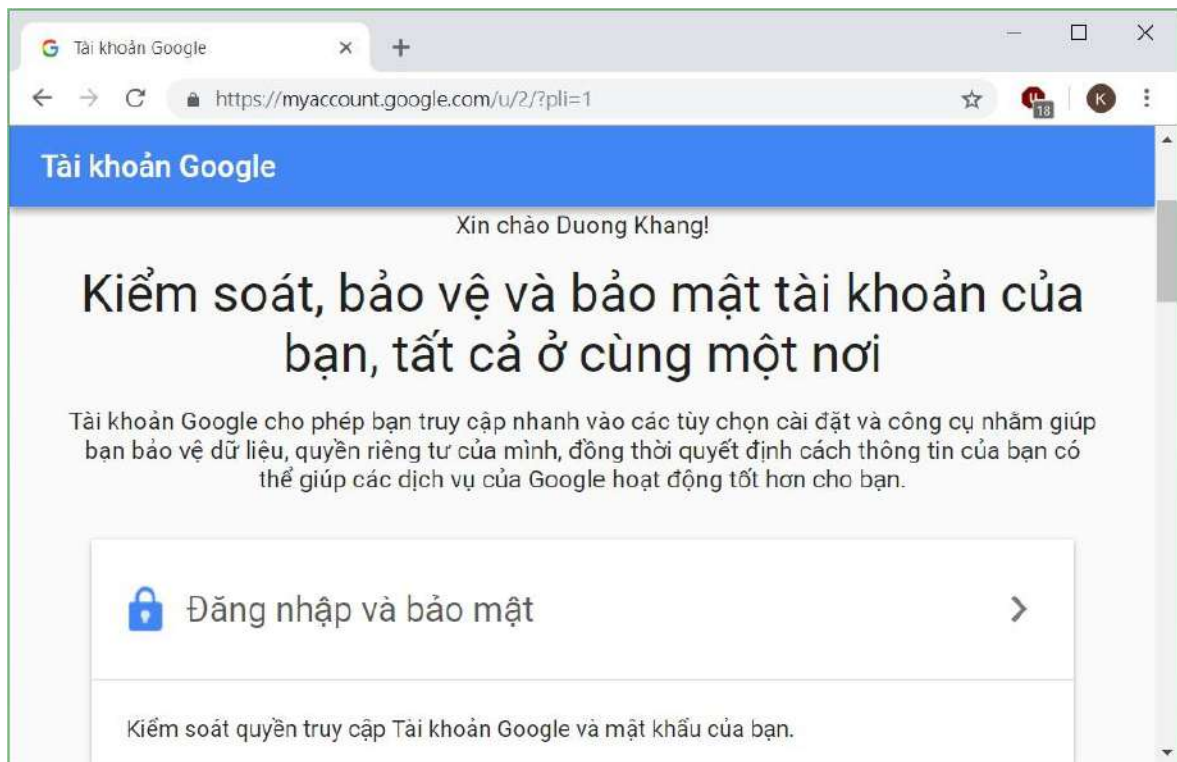 Tài khoản Google
https://myaccount.google.com/u/2/?pli=1
18
K
Tài khoản Google
Xin chào Duong Khang!
Kiểm soát, bảo vệ và bảo mật tài khoản của
bạn, tất cả ở cùng một nơi
Tài khoản Google cho phép bạn truy cập nhanh vào các tùy chọn cài đặt và công cụ nhằm giúp
bạn bảo vệ dữ liệu, quyền riêng tư của mình, đồng thời quyết định cách thông tin của bạn có
thể giúp các dịch vụ của Google hoạt động tốt hơn cho bạn.
Đăng nhập và bảo mật
Kiểm soát quyền truy cập Tài khoản Google và mật khẩu của bạn.